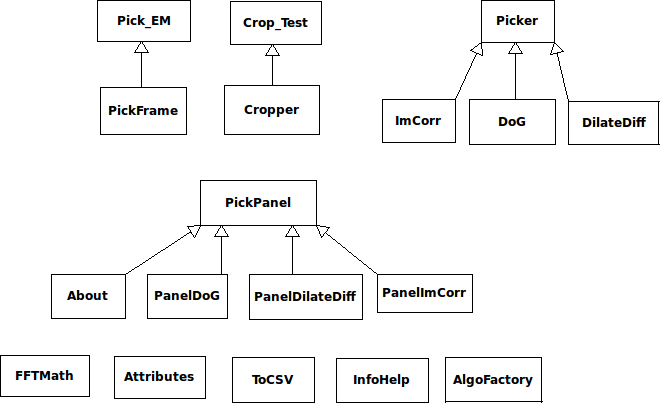 Pick_EM
Crop_Test
Picker
PickFrame
Cropper
ImCorr
DoG
DilateDiff
PickPanel
About
PanelDoG
PanelDilateDiff
PanelImCorr
FFTMath
Attributes
ToCSV
InfoHelp
AlgoFactory